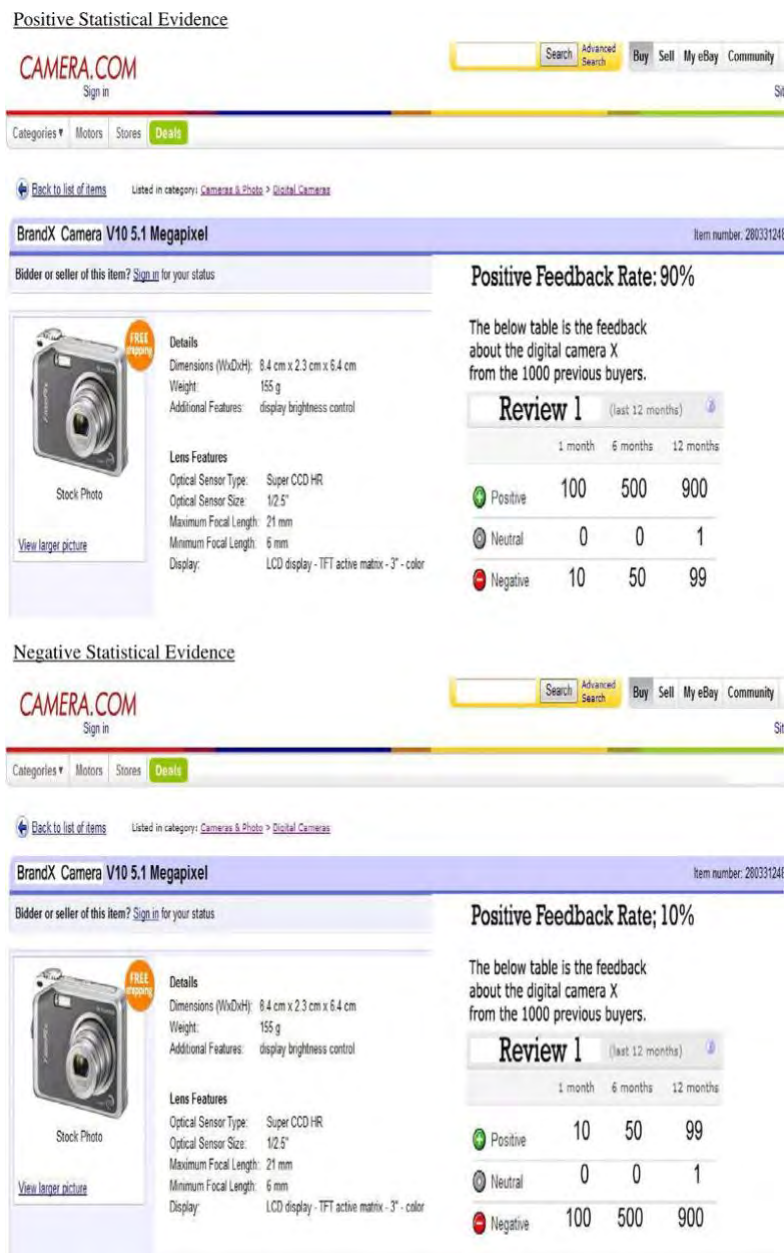 Positive Statistical Evidence
CAMERA.COM
Sign in
Search Advanced Search Buy Sell My eBay Community
Sit
Categories ▾ Motors Stores Deals
Back to list of items Listed in category: Cameras & Photo > Digital Cameras
BrandX Camera V10 5.1 Megapixel Item number: 280331248
Bidder or seller of this item? Sign in for your status
Positive Feedback Rate: 90%
The below table is the feedback
about the digital camera X
from the 1000 previous buyers.
FREE shipping
Stock Photo
View larger picture
Details
Dimensions (WxDxH): 8.4 cm x 2.3 cm x 6.4 cm
Weight: 155 g
Additional Features: display brightness control
Lens Features
Optical Sensor Type: Super CCD HR
Optical Sensor Size: 1/2.5"
Maximum Focal Length: 21 mm
Minimum Focal Length: 6 mm
Display: LCD display - TFT active matrix - 3" - color
Review 1 (last 12 months)
1 month 6 months 12 months
Positive 100 500 900
Neutral 0 0 1
Negative 10 50 99
Negative Statistical Evidence
CAMERA.COM
Sign in
Search Advanced Search Buy Sell My eBay Community
Sit
Categories ▾ Motors Stores Deals
Back to list of items Listed in category: Cameras & Photo > Digital Cameras
BrandX Camera V10 5.1 Megapixel Item number: 280331248
Bidder or seller of this item? Sign in for your status
Positive Feedback Rate; 10%
The below table is the feedback
about the digital camera X
from the 1000 previous buyers.
FREE shipping
Stock Photo
View larger picture
Details
Dimensions (WxDxH): 8.4 cm x 2.3 cm x 6.4 cm
Weight: 155 g
Additional Features: display brightness control
Lens Features
Optical Sensor Type: Super CCD HR
Optical Sensor Size: 1/2.5"
Maximum Focal Length: 21 mm
Minimum Focal Length: 6 mm
Display: LCD display - TFT active matrix - 3" - color
Review 1 (last 12 months)
1 month 6 months 12 months
Positive 10 50 99
Neutral 0 0 1
Negative 100 500 900